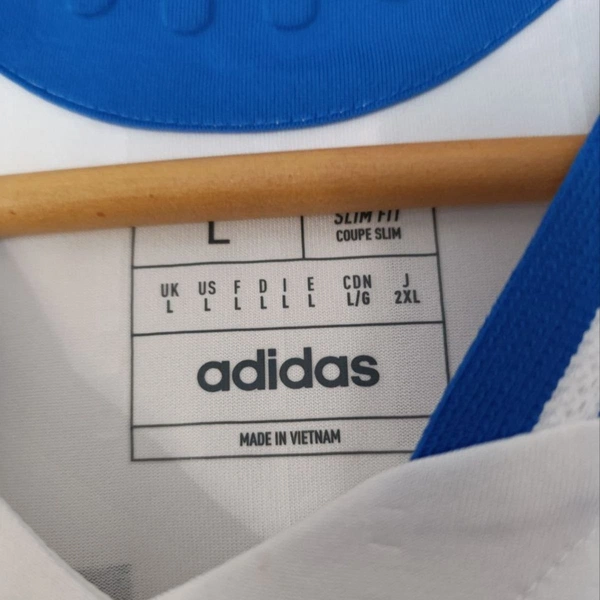 L
SLIM FIT
COUPE SLIM
UK US F D I E CDN J
L L L L L L L/G 2XL
adidas
MADE IN VIETNAM